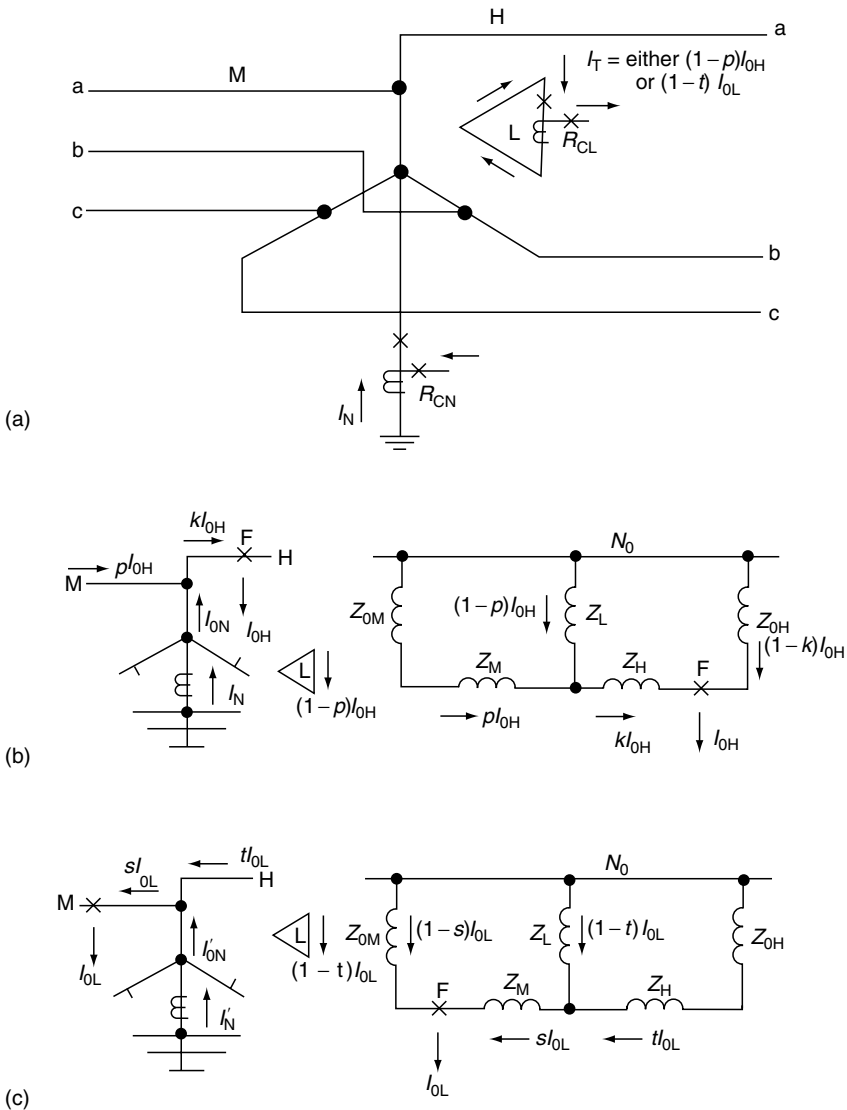 H
a
I_T = either (1−p)I_0H
or (1−t) I_0L
M
a
L
R_CL
b
c
b
c
I_N
R_CN
(a)
kI_0H
F
H
M
pI_0H
I_0N
I_0H
I_N
L
(1−p)I_0H
N_0
Z_0M
(1−p)I_0H
Z_L
Z_0H
(1−k)I_0H
Z_M
Z_H
F
pI_0H
kI_0H
I_0H
(b)
sI_0L
tI_0L
M
H
I_0L
I′_0N
I′_N
L
(1 − t)I_0L
N_0
Z_0M
(1−s)I_0L
Z_L
(1−t)I_0L
Z_0H
F
Z_M
Z_H
sI_0L
tI_0L
I_0L
(c)